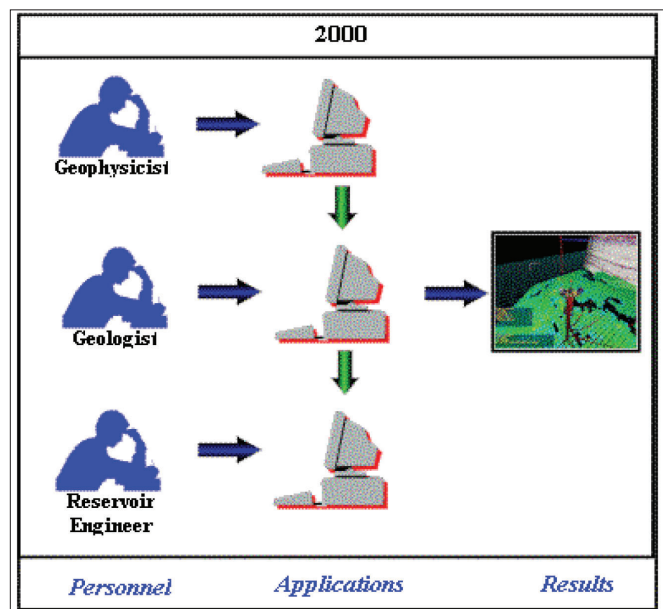 2000
Geophysicist
Geologist
Reservoir
Engineer
Personnel
Applications
Results